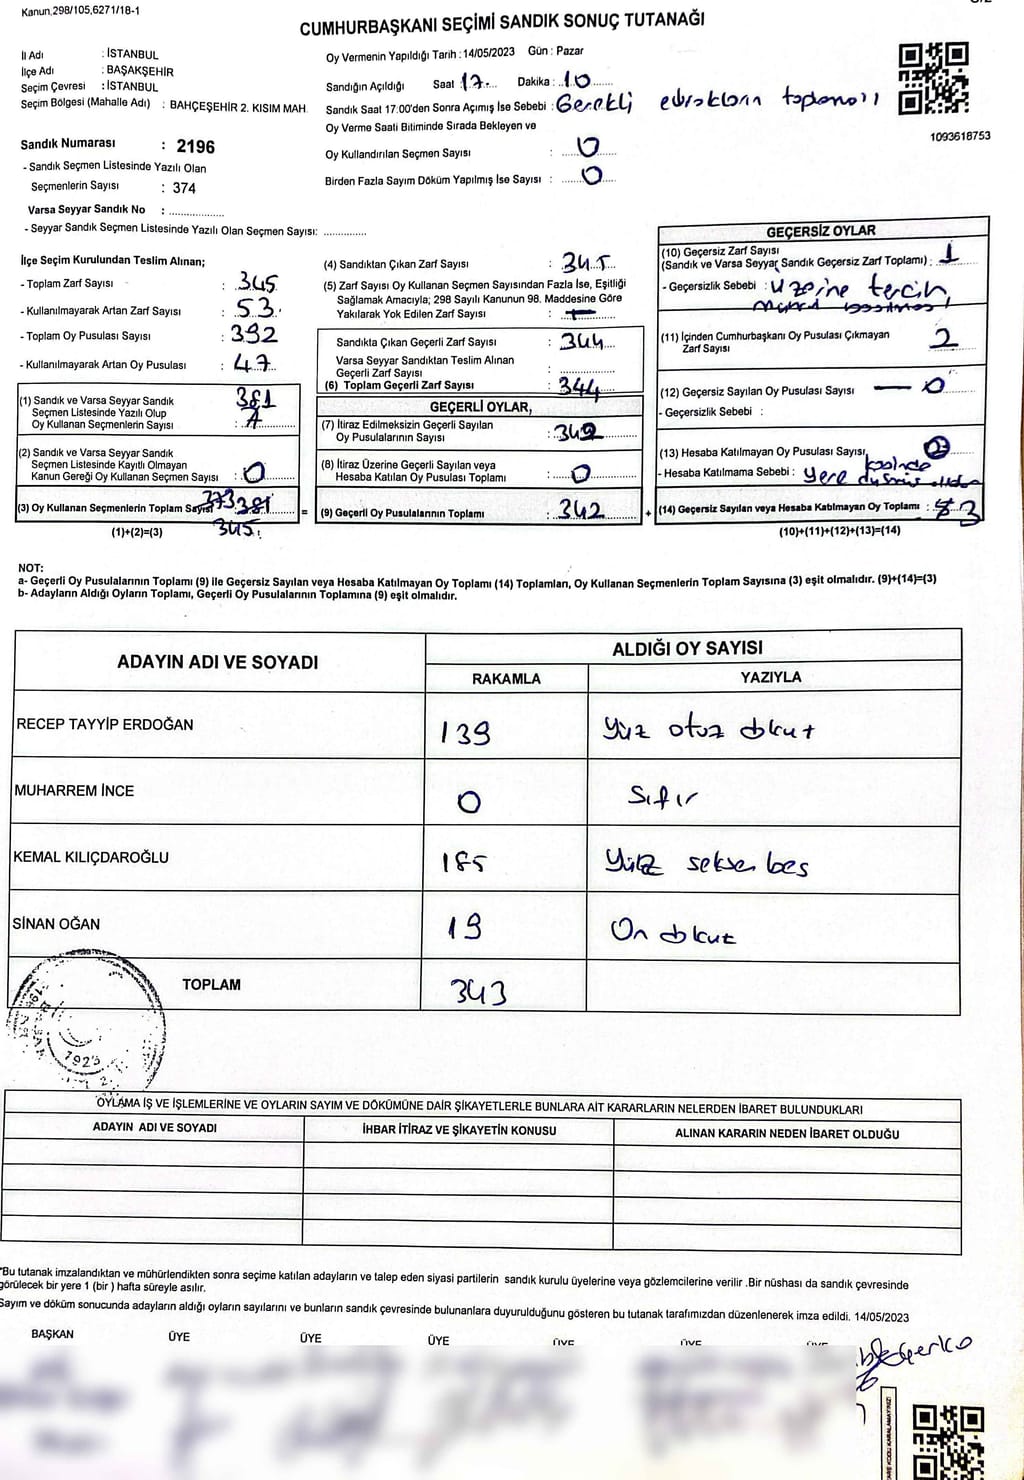 Kanun,298/105,6271/18-1
CUMHURBAŞKANI SEÇİMİ SANDIK SONUÇ TUTANAĞI
İl Adı : İSTANBUL
İlçe Adı : BAŞAKŞEHİR
Seçim Çevresi : İSTANBUL
Seçim Bölgesi (Mahalle Adı) : BAHÇEŞEHİR 2. KISIM MAH
Oy Vermenin Yapıldığı Tarih : 14/05/2023 Gün : Pazar
Sandığın Açıldığı Saat : 17 Dakika : 10
Sandık Saat 17.00'den Sonra Açımış İse Sebebi : Gerekli
Oy Verme Saati Bitiminde Sırada Bekleyen ve
Oy Kullandırılan Seçmen Sayısı : 0
Birden Fazla Sayım Döküm Yapılmış İse Sayısı : 0
1093618753
Sandık Numarası : 2196
- Sandık Seçmen Listesinde Yazılı Olan
Seçmenlerin Sayısı : 374
Varsa Seyyar Sandık No : ..................
- Seyyar Sandık Seçmen Listesinde Yazılı Olan Seçmen Sayısı: ..............
İlçe Seçim Kurulundan Teslim Alınan;
- Toplam Zarf Sayısı : 345
- Kullanılmayarak Artan Zarf Sayısı : 53
- Toplam Oy Pusulası Sayısı : 392
- Kullanılmayarak Artan Oy Pusulası : 47
(1) Sandık ve Varsa Seyyar Sandık
Seçmen Listesinde Yazılı Olup
Oy Kullanan Seçmenlerin Sayısı :
(2) Sandık ve Varsa Seyyar Sandık
Seçmen Listesinde Kayıtlı Olmayan
Kanun Gereği Oy Kullanan Seçmen Sayısı : 0
(3) Oy Kullanan Seçmenlerin Toplam Sayısı 373 381
(1)+(2)=(3) 345
(4) Sandıktan Çıkan Zarf Sayısı : 345
(5) Zarf Sayısı Oy Kullanan Seçmen Sayısından Fazla İse, Eşitliği
Sağlamak Amacıyla; 298 Sayılı Kanunun 98. Maddesine Göre
Yakılarak Yok Edilen Zarf Sayısı : —
Sandıkta Çıkan Geçerli Zarf Sayısı : 344
Varsa Seyyar Sandıktan Teslim Alınan
Geçerli Zarf Sayısı : ..............
(6) Toplam Geçerli Zarf Sayısı : 344
GEÇERLİ OYLAR,
(7) İtiraz Edilmeksizin Geçerli Sayılan
Oy Pusulalarının Sayısı : 342
(8) İtiraz Üzerine Geçerli Sayılan veya
Hesaba Katılan Oy Pusulası Toplamı : 0
= (9) Geçerli Oy Pusulalarının Toplamı : 342
GEÇERSİZ OYLAR
(10) Geçersiz Zarf Sayısı
(Sandık ve Varsa Seyyar Sandık Geçersiz Zarf Toplamı) : 1
- Geçersizlik Sebebi : Üzerine tercih
(11) İçinden Cumhurbaşkanı Oy Pusulası Çıkmayan
Zarf Sayısı 2
(12) Geçersiz Sayılan Oy Pusulası Sayısı — 0
- Geçersizlik Sebebi :
(13) Hesaba Katılmayan Oy Pusulası Sayısı
- Hesaba Katılmama Sebebi : yere
+ (14) Geçersiz Sayılan veya Hesaba Katılmayan Oy Toplamı : 3
(10)+(11)+(12)+(13)=(14)
NOT:
a- Geçerli Oy Pusulalarının Toplamı (9) ile Geçersiz Sayılan veya Hesaba Katılmayan Oy Toplamı (14) Toplamları, Oy Kullanan Seçmenlerin Toplam Sayısına (3) eşit olmalıdır. (9)+(14)=(3)
b- Adayların Aldığı Oyların Toplamı, Geçerli Oy Pusulalarının Toplamına (9) eşit olmalıdır.
ADAYIN ADI VE SOYADI
ALDIĞI OY SAYISI
RAKAMLA YAZIYLA
RECEP TAYYİP ERDOĞAN 139 Yüz otuz dokuz
MUHARREM İNCE 0 Sıfır
KEMAL KILIÇDAROĞLU 185 Yüz seksen beş
SİNAN OĞAN 19 On dokuz
TOPLAM 343
1923
OYLAMA İŞ VE İŞLEMLERİNE VE OYLARIN SAYIM VE DÖKÜMÜNE DAİR ŞİKAYETLERLE BUNLARA AİT KARARLARIN NELERDEN İBARET BULUNDUKLARI
ADAYIN ADI VE SOYADI İHBAR İTİRAZ VE ŞİKAYETİN KONUSU ALINAN KARARIN NEDEN İBARET OLDUĞU
*Bu tutanak imzalandıktan ve mühürlendikten sonra seçime katılan adayların ve talep eden siyasi partilerin sandık kurulu üyelerine veya gözlemcilerine verilir .Bir nüshası da sandık çevresinde
görülecek bir yere 1 (bir ) hafta süreyle asılır.
Sayım ve döküm sonucunda adayların aldığı oyların sayılarını ve bunların sandık çevresinde bulunanlara duyurulduğunu gösteren bu tutanak tarafımızdan düzenlenerek imza edildi. 14/05/2023
BAŞKAN ÜYE ÜYE ÜYE ÜYE ÜYE ÜYE